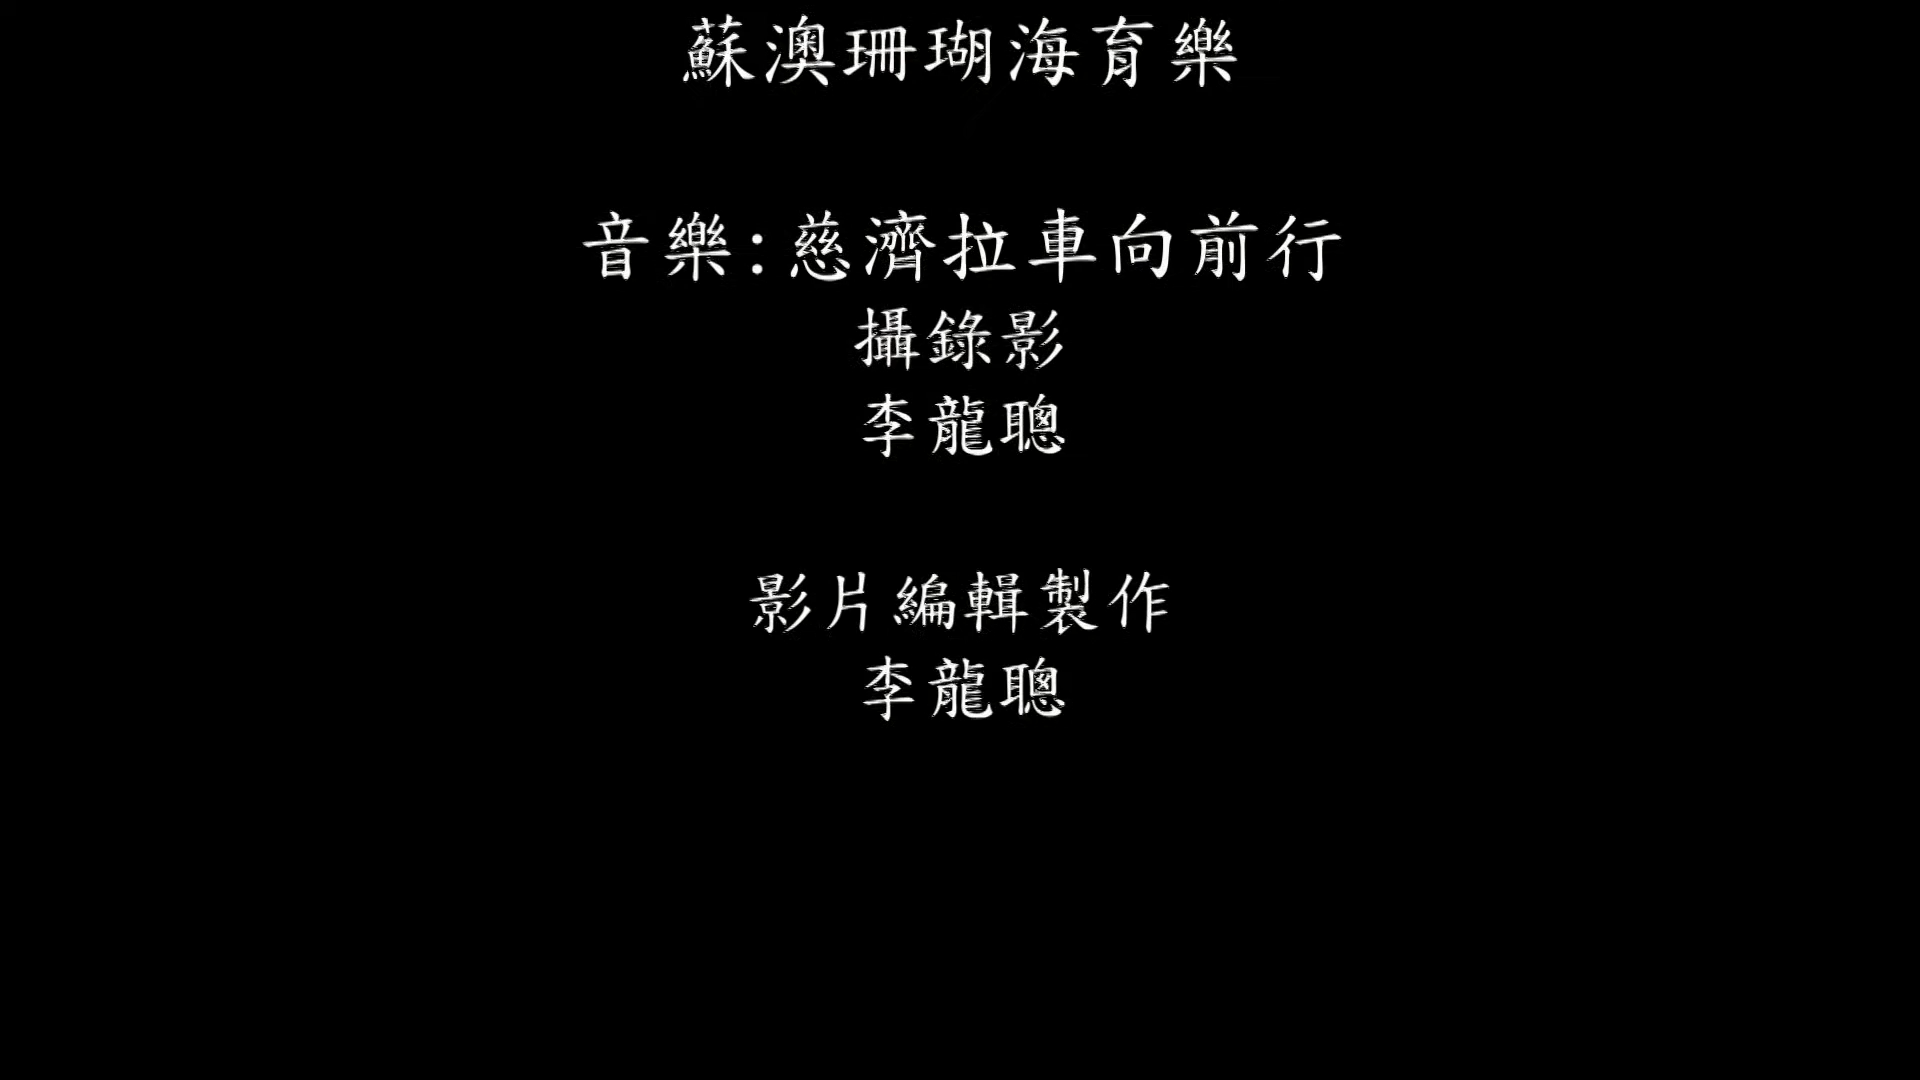 蘇澳珊瑚海育樂
音樂:慈濟拉車向前行
攝錄影
李龍聰
影片編輯製作
李龍聰